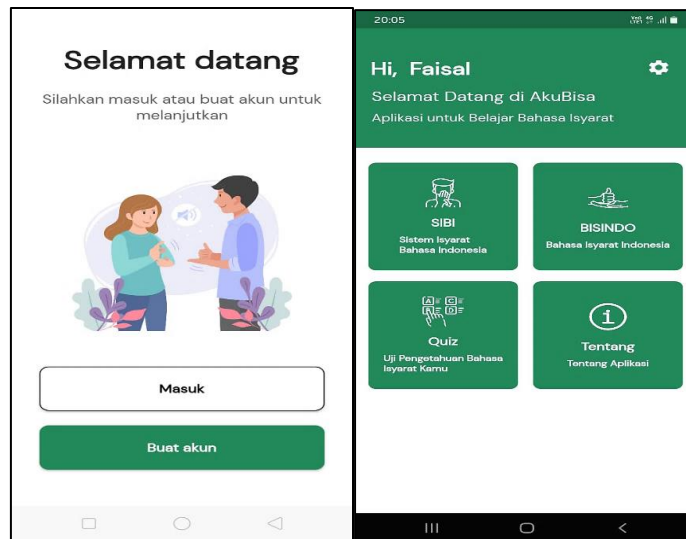 Selamat datang
Silahkan masuk atau buat akun untuk
melanjutkan
Masuk
Buat akun
20:05
Hi, Faisal
Selamat Datang di AkuBisa
Aplikasi untuk Belajar Bahasa Isyarat
SIBI
Sistem Isyarat
Bahasa Indonesia
BISINDO
Bahasa Isyarat Indonesia
Quiz
Uji Pengetahuan Bahasa
Isyarat Kamu
Tentang
Tentang Aplikasi